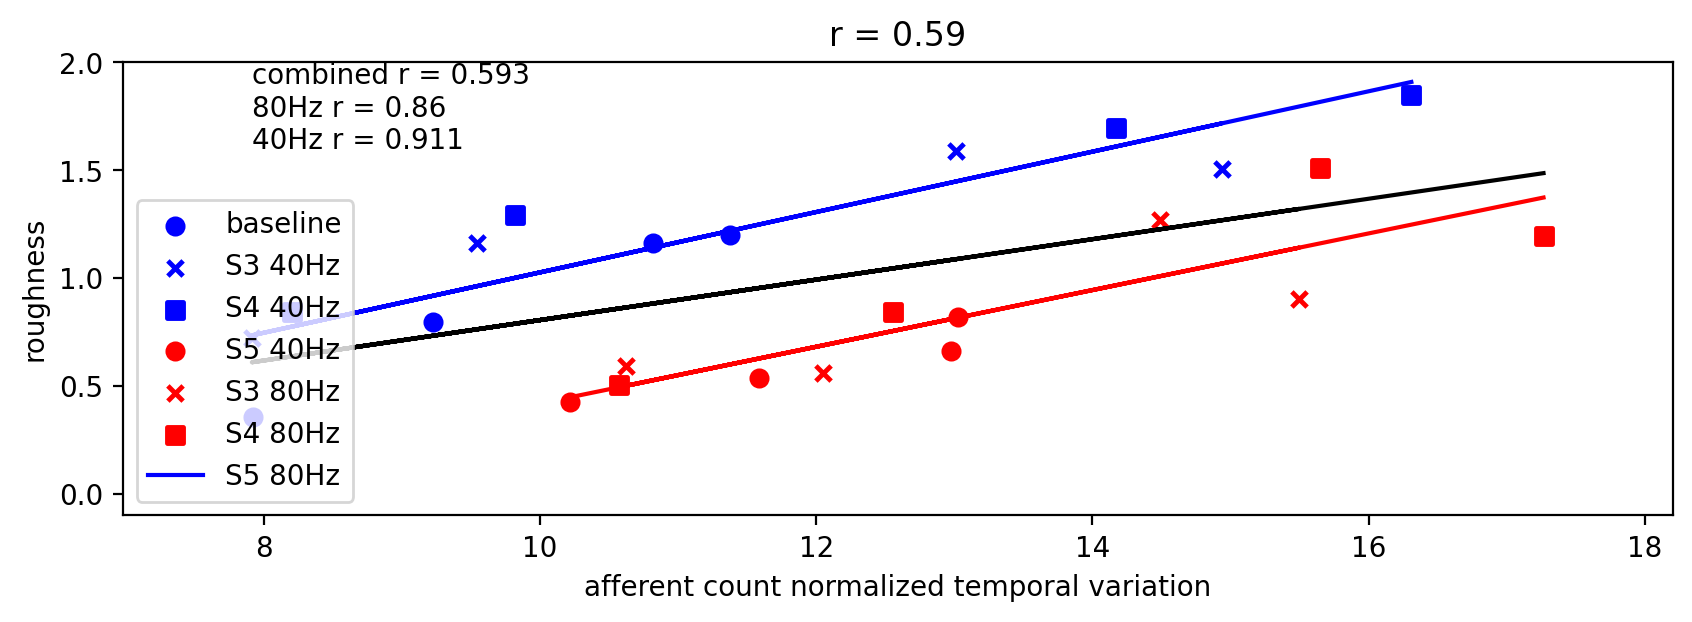 r = 0.59
combined r = 0.593
80Hz r = 0.86
40Hz r = 0.911
2.0
1.5
1.0
0.5
0.0
roughness
baseline
S3 40Hz
S4 40Hz
S5 40Hz
S3 80Hz
S4 80Hz
S5 80Hz
8
10
12
14
16
18
afferent count normalized temporal variation